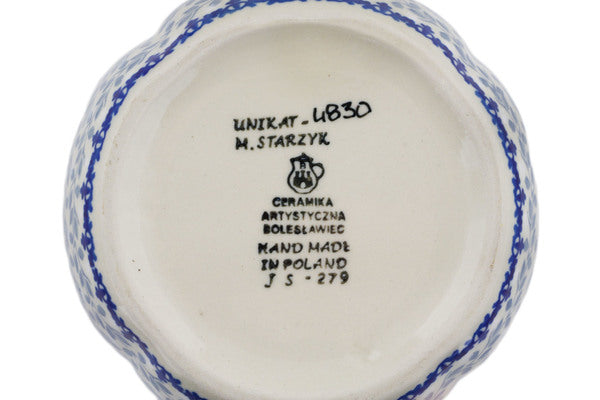 UNIKAT-4830
M. STARZYK
CERAMIKA
ARTYSTYCZNA
BOLESŁAWIEC
HAND MADE
IN POLAND
J S - 279